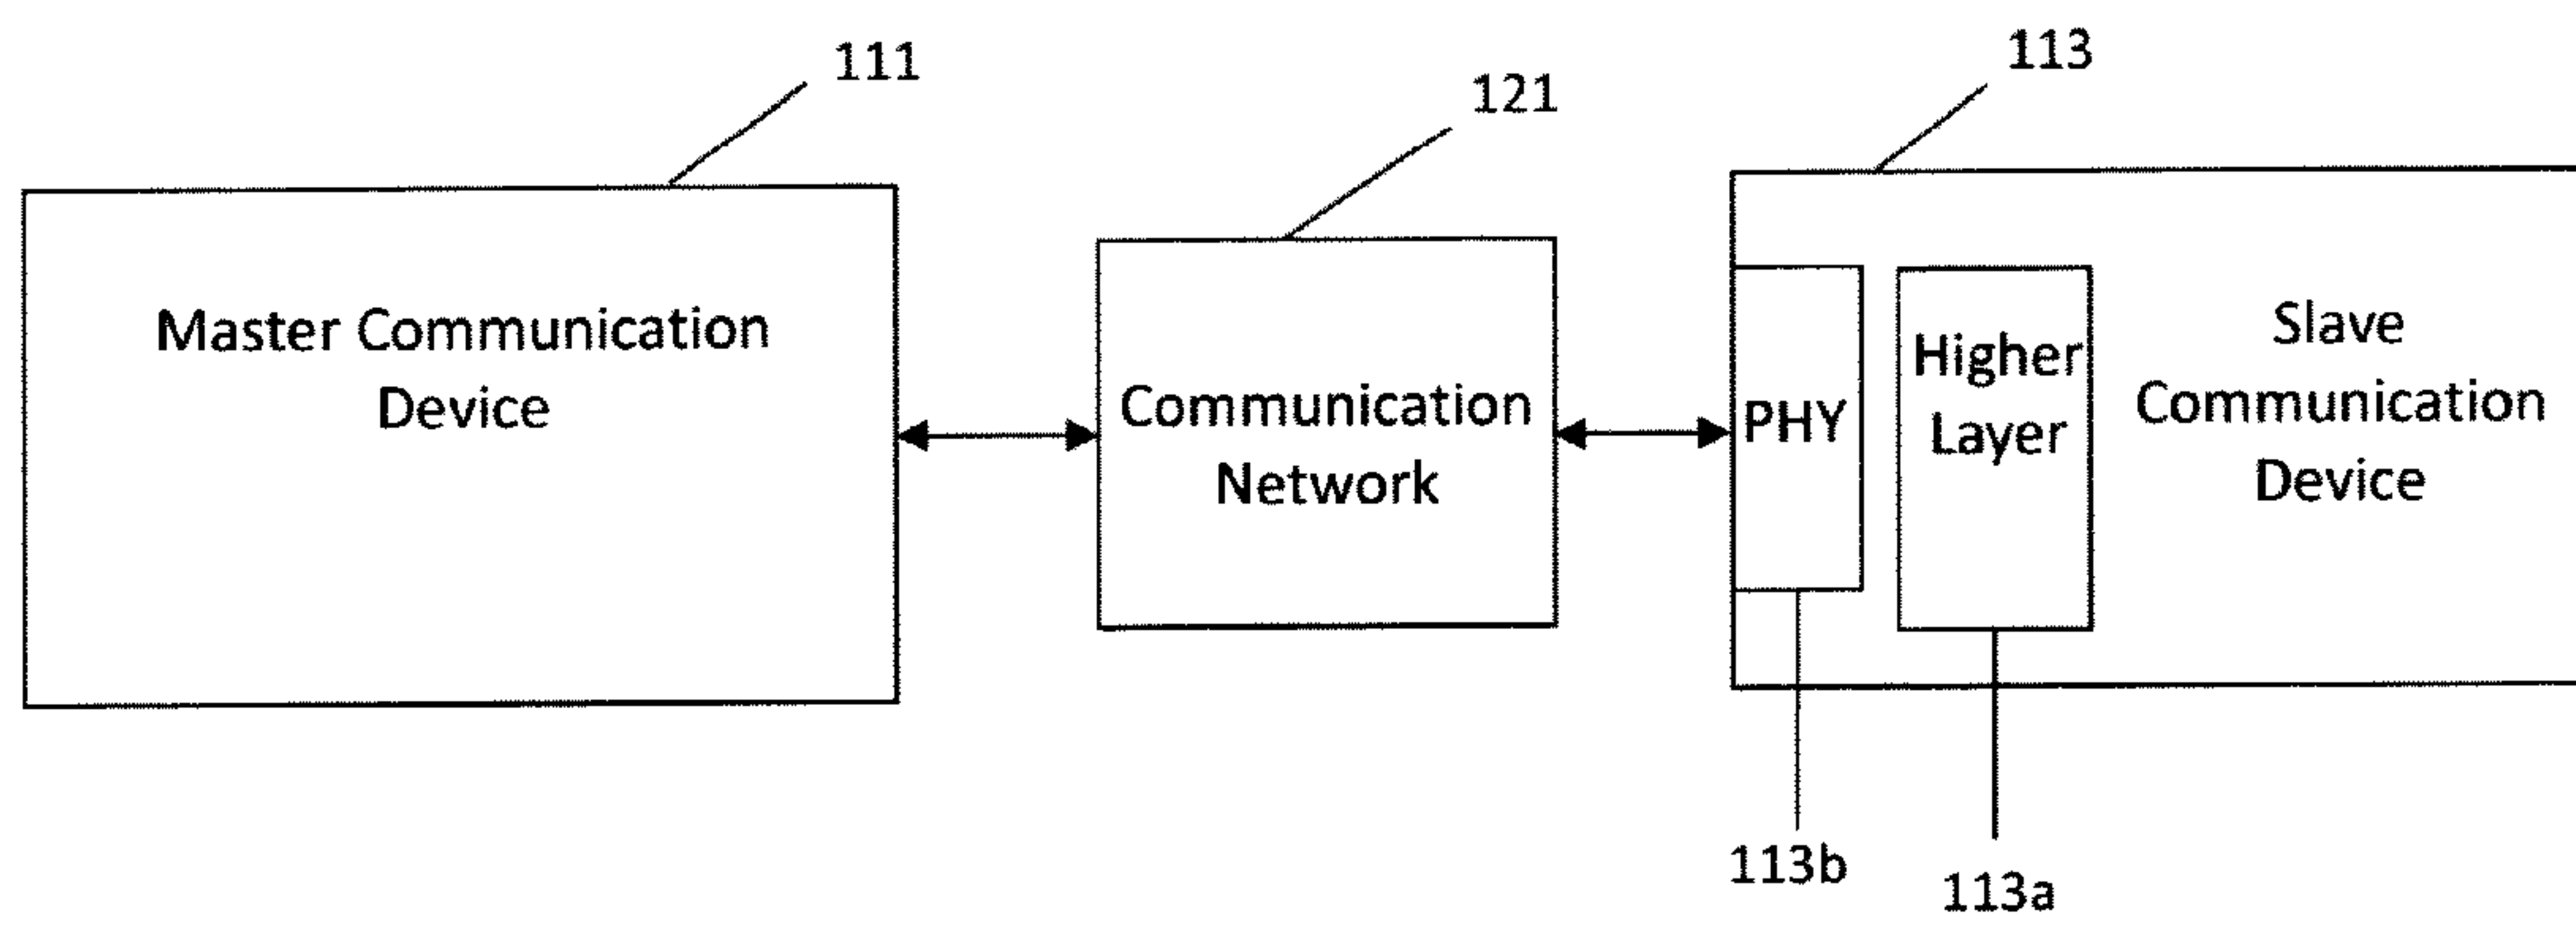 111
121
113
Master Communication
Device
Communication
Network
PHY
Higher
Layer
Slave
Communication
Device
113b
113a